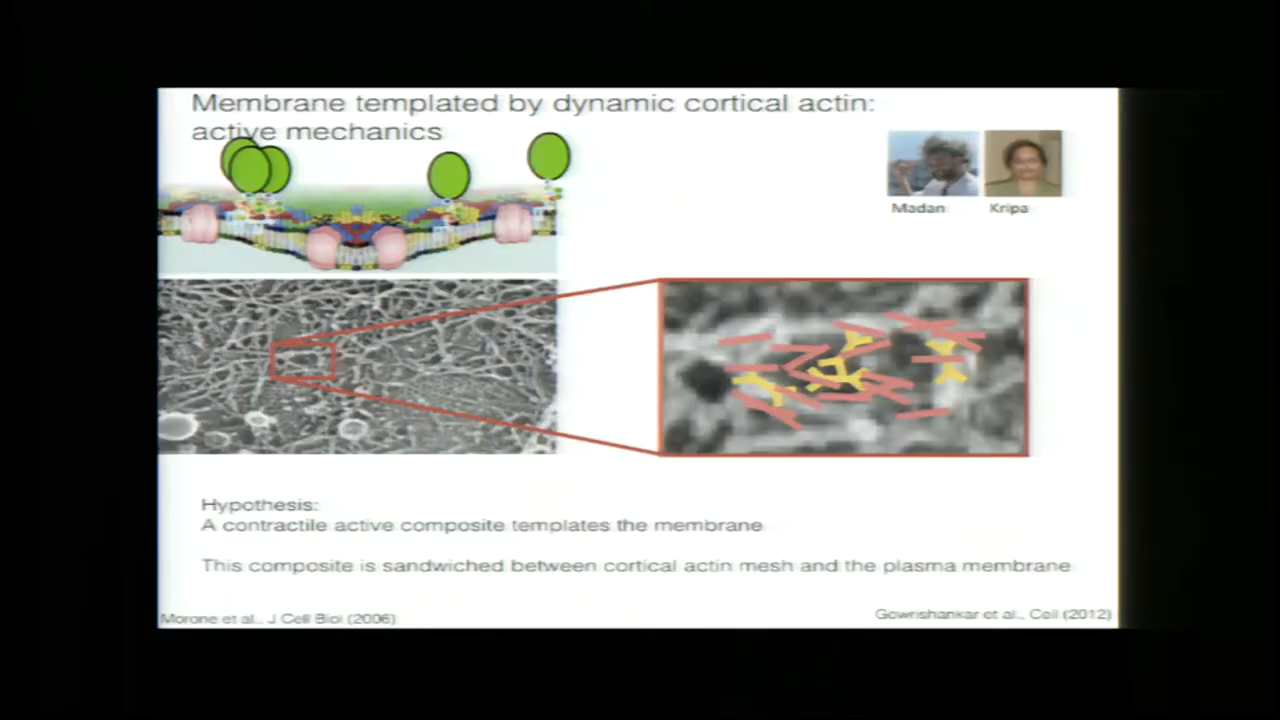 Membrane templated by dynamic cortical actin:
active mechanics
Madan
Kripa
Hypothesis:
A contractile active composite templates the membrane
This composite is sandwiched between cortical actin mesh and the plasma membrane
Morone et al., J Cell Biol (2006)
Gowrishankar et al., Cell (2012)